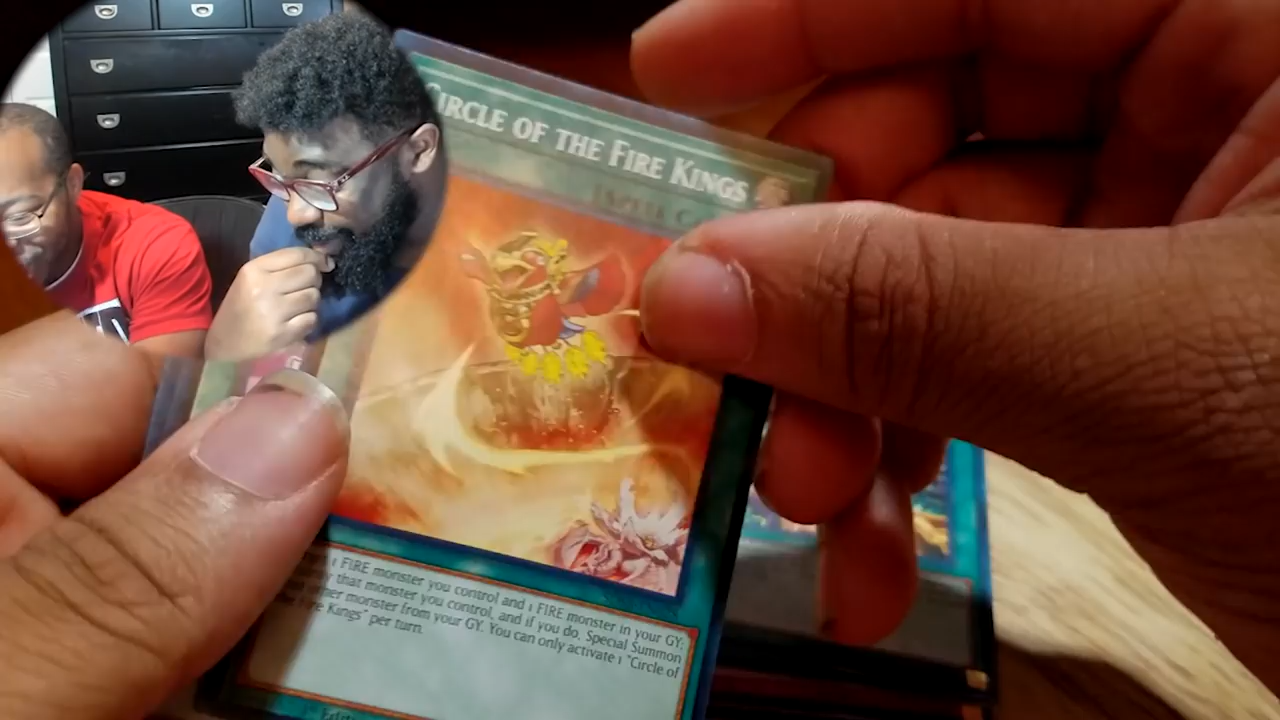 CIRCLE OF THE FIRE KINGS
1 FIRE monster you control and 1 FIRE monster in your GY;
that monster you control, and if you do, Special Summon
other monster from your GY. You can only activate 1 "Circle of
Fire Kings" per turn.